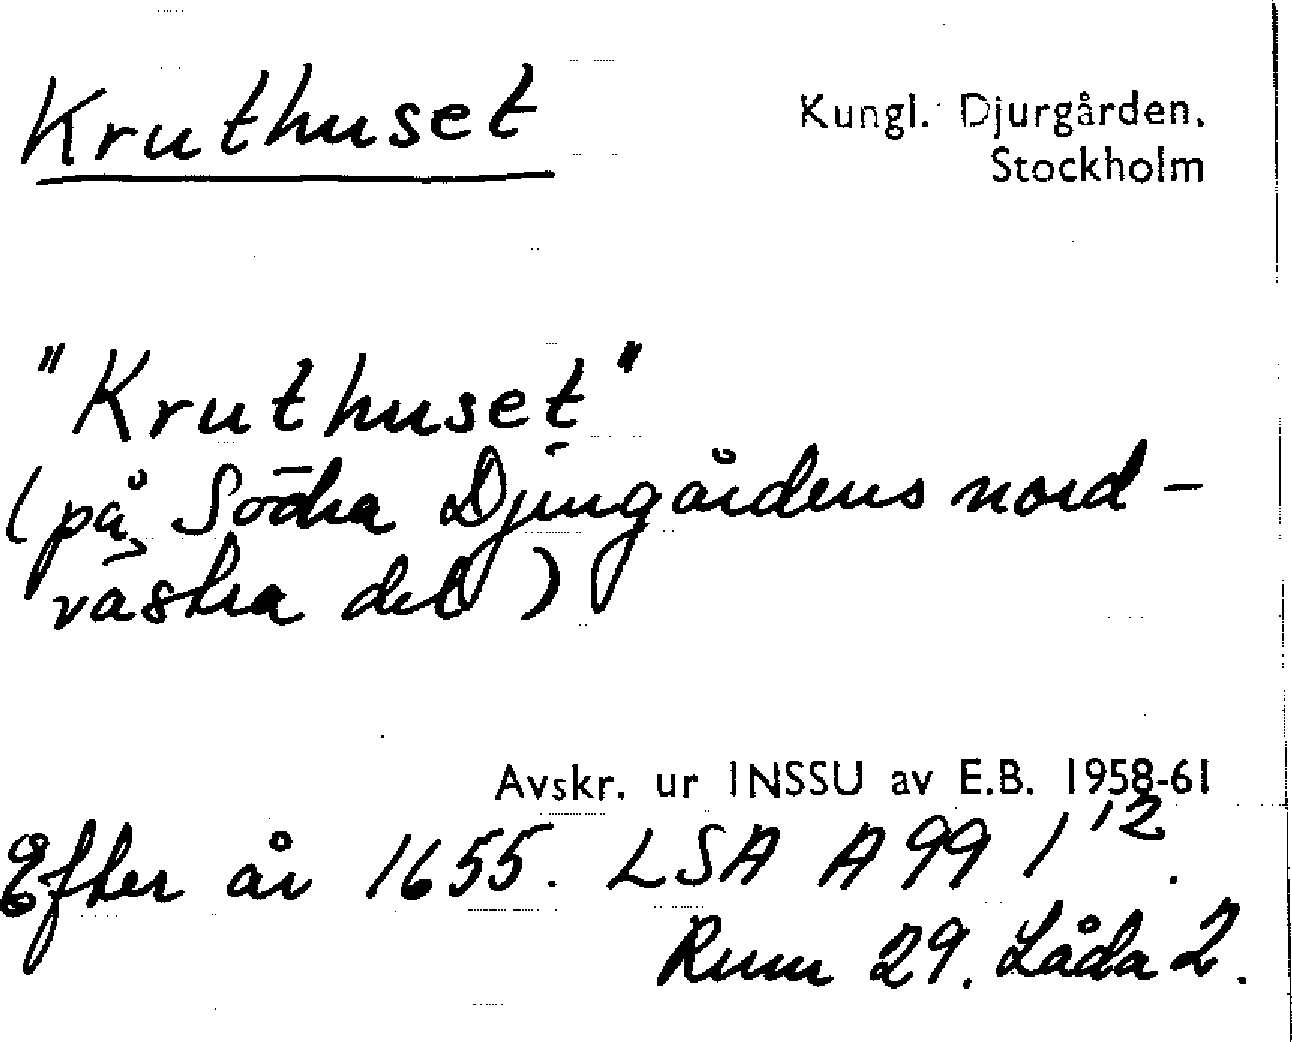 Kruthuset
Kungl. Djurgården.
Stockholm
"Kruthuset"
(på Södra Djurgårdens nord-
västra del)
Avskr. ur INSSU av E.B. 1958-61
Efter år 1655. LSA A 99 1 12.
Rum 29. Låda 2.